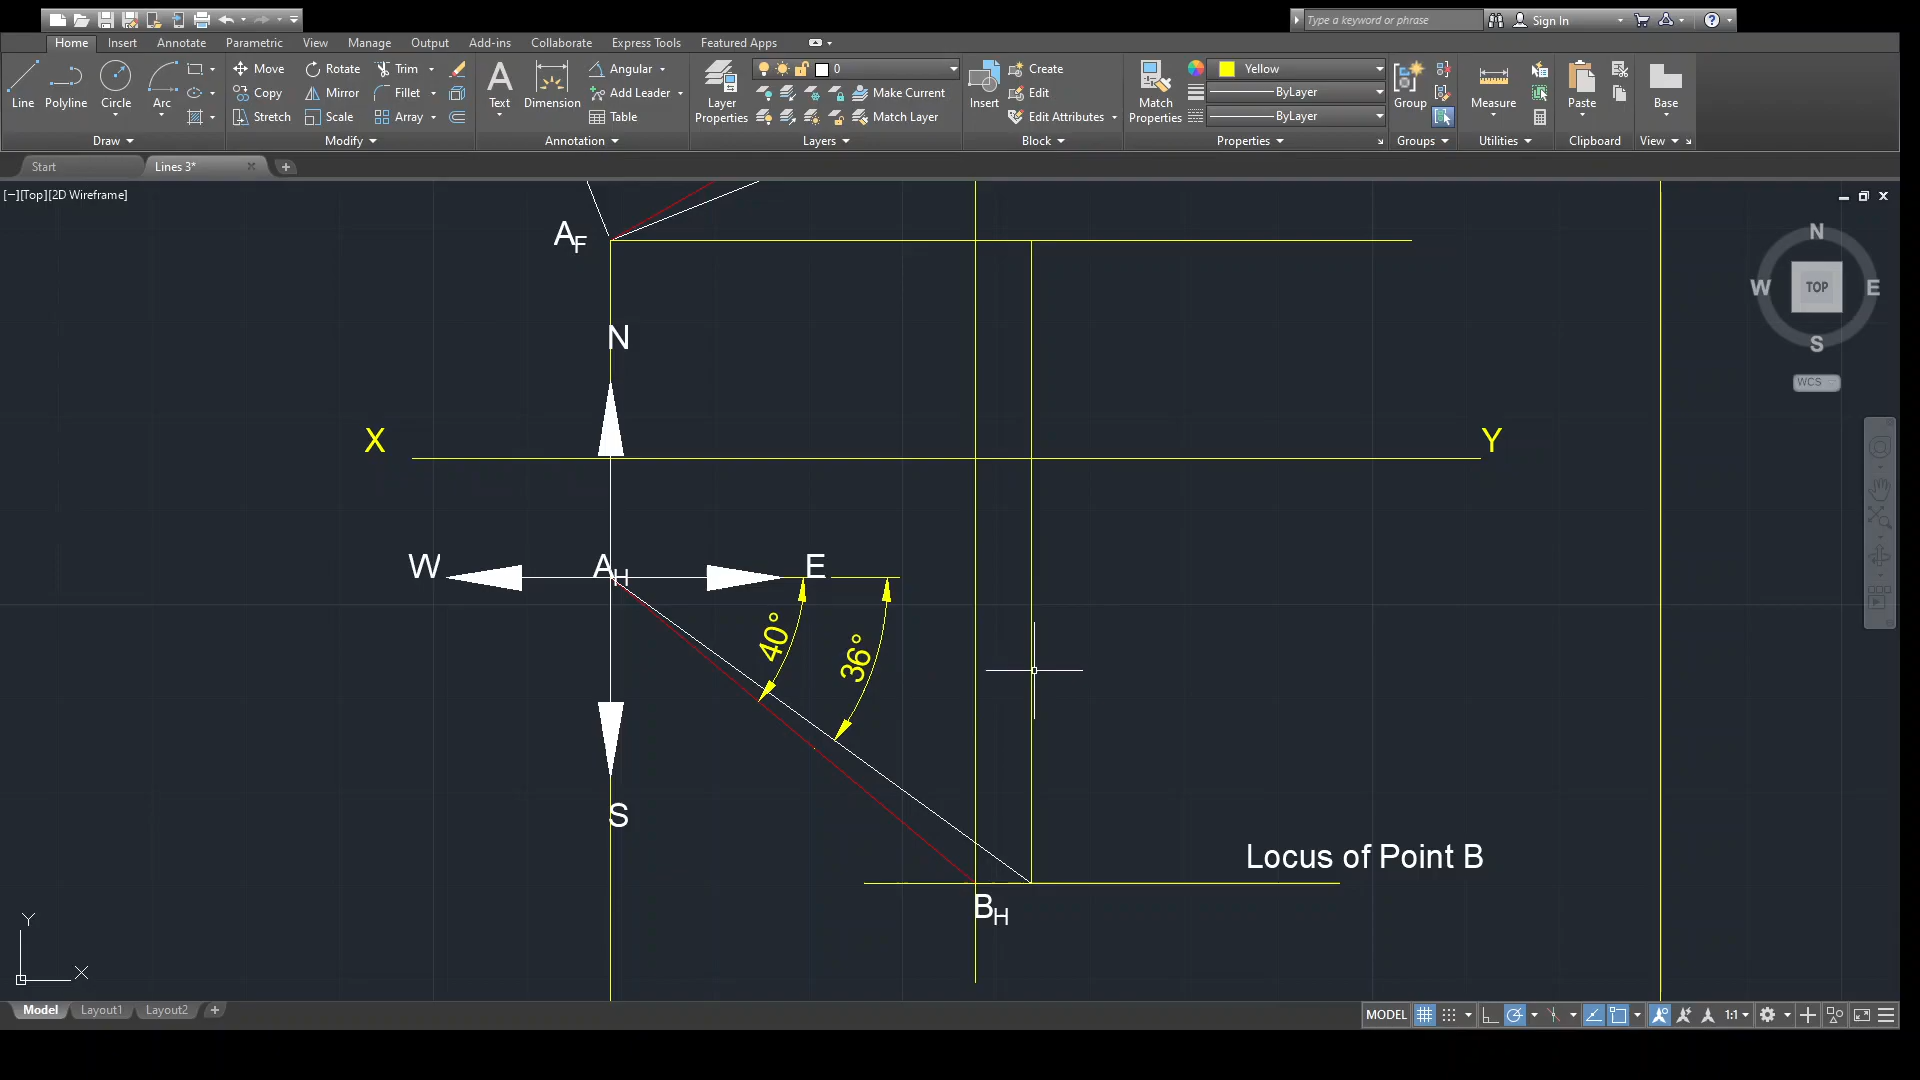 Type a keyword or phrase
Sign In
Home Insert Annotate Parametric View Manage Output Add-ins Collaborate Express Tools Featured Apps
Line Polyline Circle Arc
Move Rotate Trim
Copy Mirror Fillet
Stretch Scale Array
Text Dimension
Angular
Add Leader
Table
Layer Properties
0
Make Current
Match Layer
Insert
Create
Edit
Edit Attributes
Match Properties
Yellow
ByLayer
ByLayer
Group
Measure
Paste
Base
Draw Modify Annotation Layers Block Properties Groups Utilities Clipboard View
Start Lines 3*
[−][Top][2D Wireframe]
N
W TOP E
S
WCS
AF
N
X Y
W AH E
40°
36°
S
Locus of Point B
BH
Y
X
Model Layout1 Layout2
MODEL 1:1